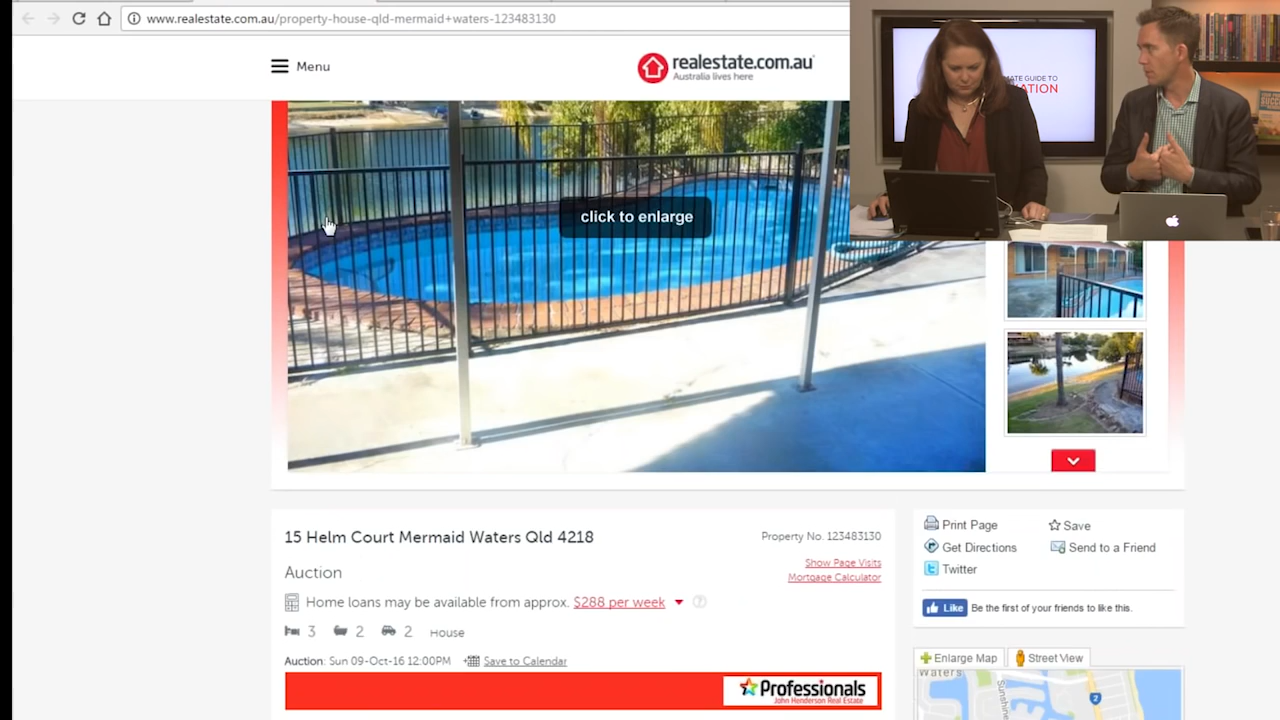 www.realestate.com.au/property-house-qld-mermaid+waters-123483130
Menu
realestate.com.au
Australia lives here
click to enlarge
15 Helm Court Mermaid Waters Qld 4218
Property No. 123483130
Auction
Show Page Visits
Mortgage Calculator
Home loans may be available from approx. $288 per week
3 2 2 House
Auction: Sun 09-Oct-16 12:00PM Save to Calendar
Professionals
John Henderson Real Estate
Print Page Save
Get Directions Send to a Friend
Twitter
Like Be the first of your friends to like this.
Enlarge Map Street View
Waters
2
GUIDE TO